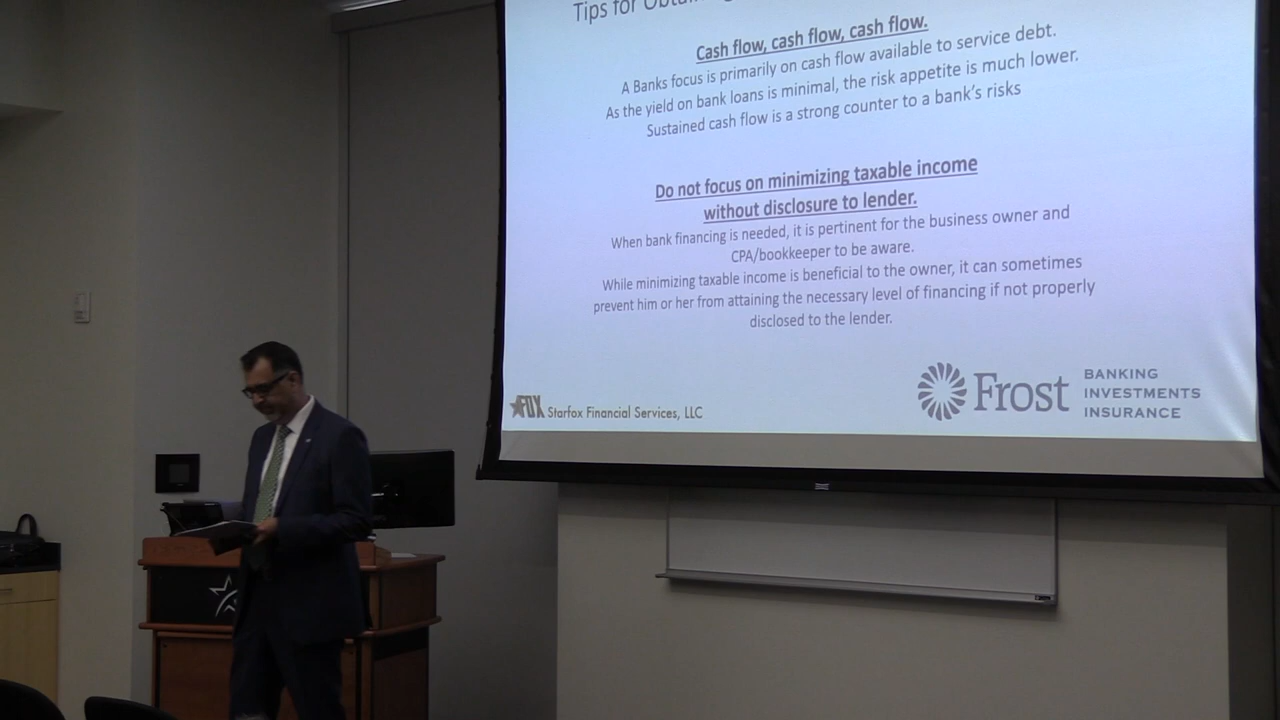 Tips for
Cash flow, cash flow, cash flow.
A Banks focus is primarily on cash flow available to service debt.
As the yield on bank loans is minimal, the risk appetite is much lower.
Sustained cash flow is a strong counter to a bank's risks
Do not focus on minimizing taxable income
without disclosure to lender.
When bank financing is needed, it is pertinent for the business owner and
CPA/bookkeeper to be aware.
While minimizing taxable income is beneficial to the owner, it can sometimes
prevent him or her from attaining the necessary level of financing if not properly
disclosed to the lender.
FOX Starfox Financial Services, LLC
Frost
BANKING
INVESTMENTS
INSURANCE